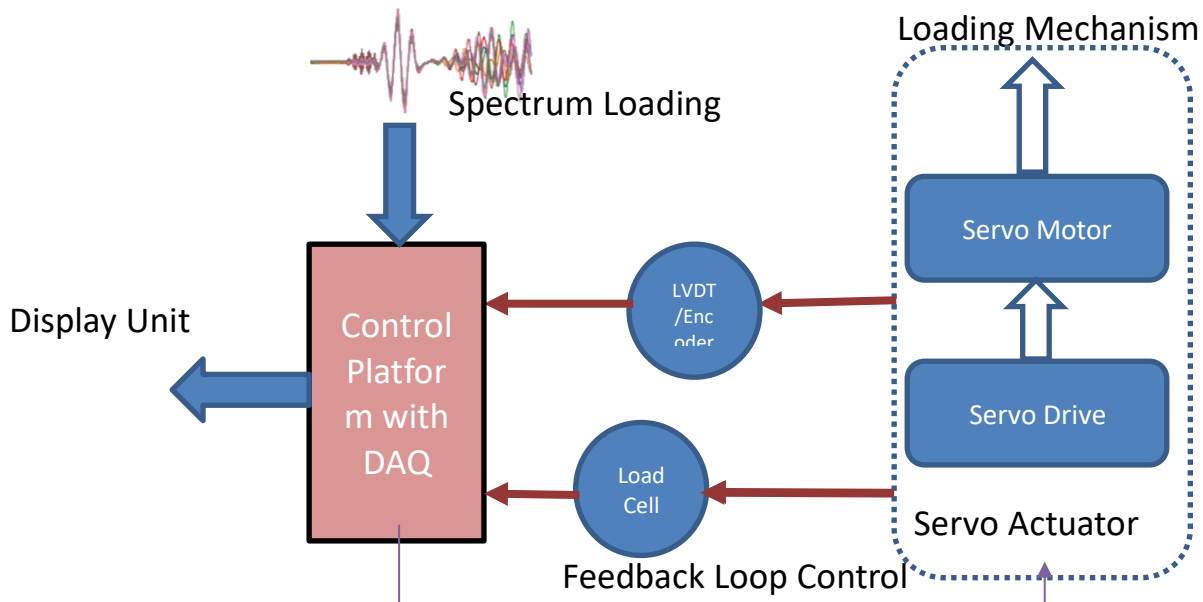 Loading Mechanism
Spectrum Loading
Servo Motor
LVDT
/Enc
oder
Display Unit
Control
Platfor
m with
DAQ
Servo Drive
Load
Cell
Servo Actuator
Feedback Loop Control